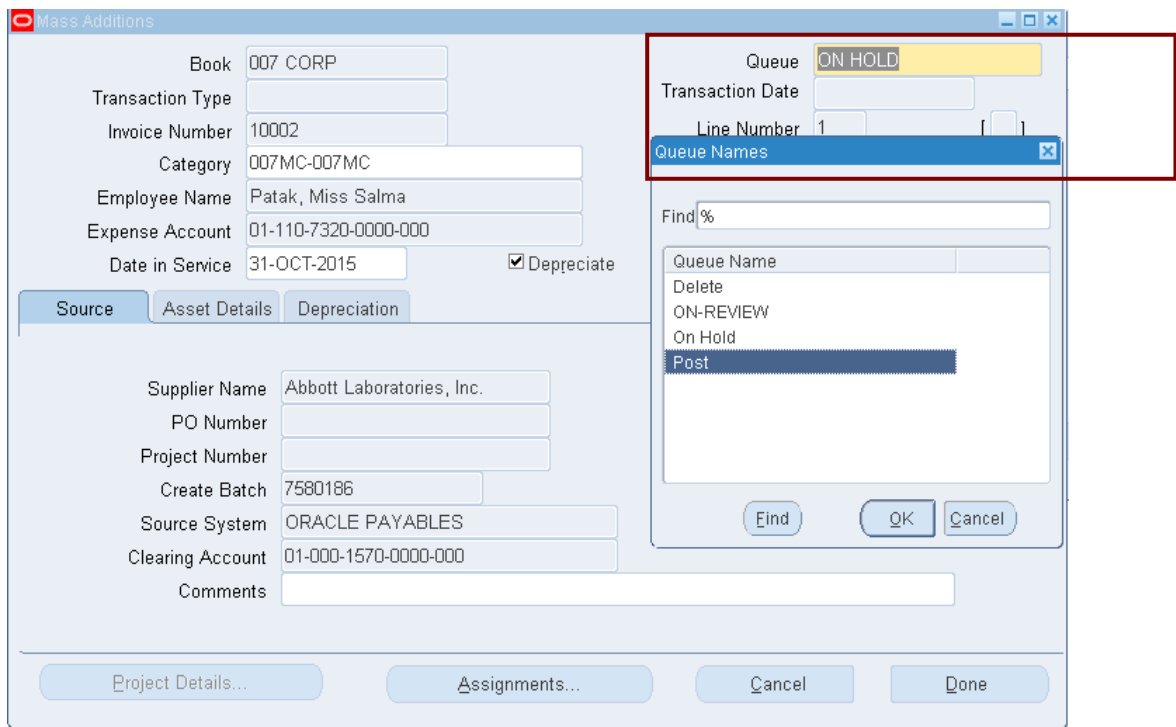 Mass Additions
Book 007 CORP
Transaction Type
Invoice Number 10002
Category 007MC-007MC
Employee Name Patak, Miss Salma
Expense Account 01-110-7320-0000-000
Date in Service 31-OCT-2015 Depreciate
Queue ON HOLD
Transaction Date
Line Number 1 [ ]
Queue Names
Find %
Queue Name
Delete
ON-REVIEW
On Hold
Post
Find OK Cancel
Source Asset Details Depreciation
Supplier Name Abbott Laboratories, Inc.
PO Number
Project Number
Create Batch 7580186
Source System ORACLE PAYABLES
Clearing Account 01-000-1570-0000-000
Comments
Project Details... Assignments... Cancel Done